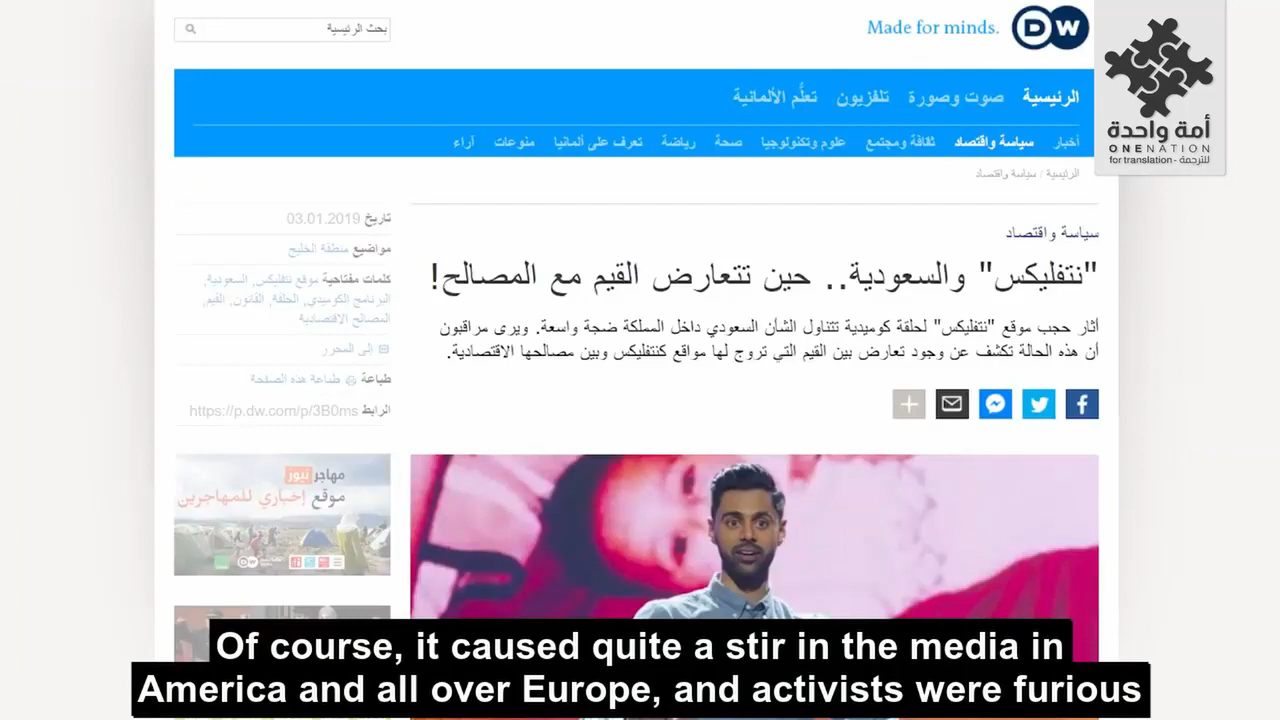 بحث الرئيسية
Made for minds.
DW
أمة واحدة
ONENATION
for translation - للترجمة
الرئيسية صوت وصورة تلفزيون تعلُّم الألمانية
أخبار سياسة واقتصاد ثقافة ومجتمع علوم وتكنولوجيا صحة رياضة تعرف على ألمانيا منوعات آراء
الرئيسية / سياسة واقتصاد
سياسة واقتصاد
"نتفليكس" والسعودية.. حين تتعارض القيم مع المصالح!
أثار حجب موقع "نتفليكس" لحلقة كوميدية تتناول الشأن السعودي داخل المملكة ضجة واسعة. ويرى مراقبون
أن هذه الحالة تكشف عن وجود تعارض بين القيم التي تروج لها مواقع كنتفليكس وبين مصالحها الاقتصادية.
تاريخ 03.01.2019
مواضيع منطقة الخليج
كلمات مفتاحية موقع نتفليكس, السعودية,
البرنامج الكوميدي, الحلقة, القانون, القيم,
المصالح الاقتصادية
إلى المحرر
طباعة طباعة هذه الصفحة
الرابط https://p.dw.com/p/3B0ms
مهاجر نيوز
موقع إخباري للمهاجرين
DW
Of course, it caused quite a stir in the media in
America and all over Europe, and activists were furious